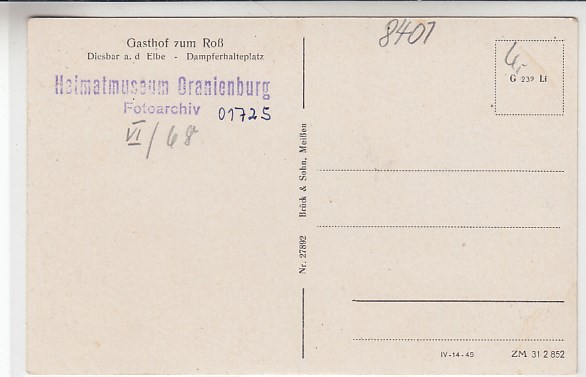 Gasthof zum Roß
Diesbar a. d Elbe - Dampferhalteplatz
Heimatmuseum Oranienburg
Fotoarchiv 01725
VI/68
8401
G 239 Li
Nr. 27892 Brück & Sohn, Meißen
IV-14-45 ZM 31 2 852